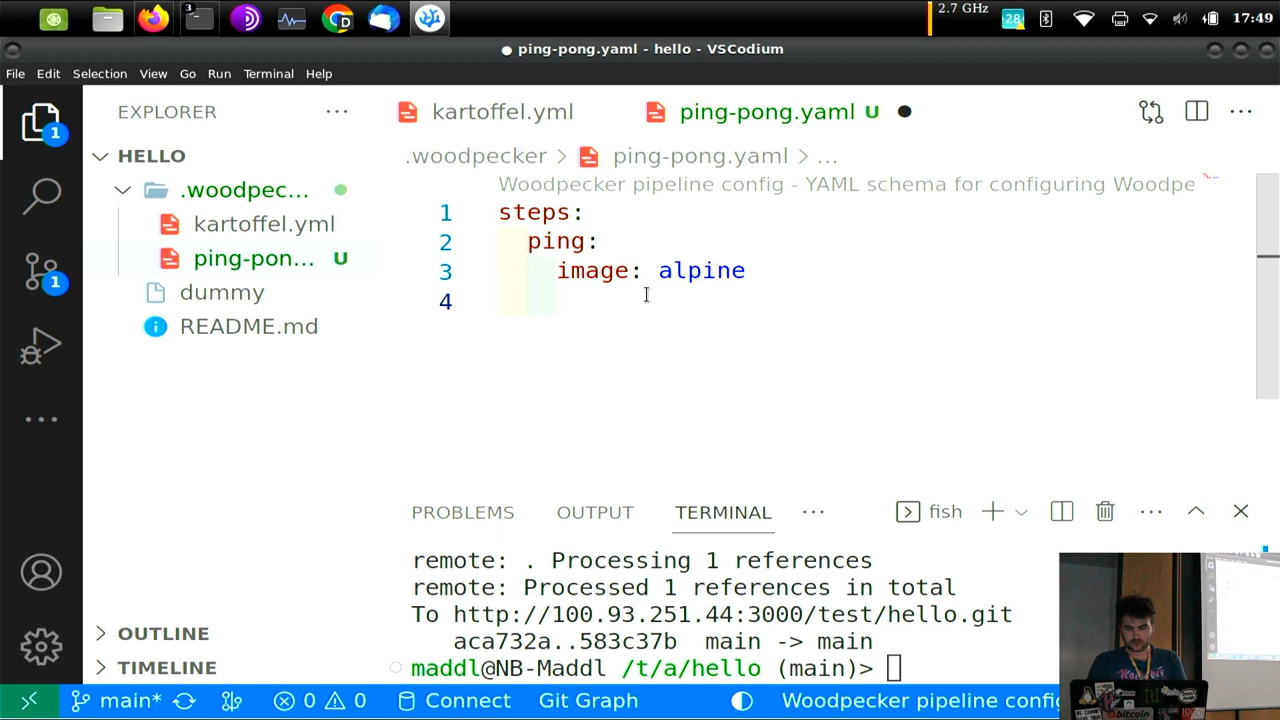 3
2.7 GHz
28
17:49
● ping-pong.yaml - hello - VSCodium
File Edit Selection View Go Run Terminal Help
EXPLORER
kartoffel.yml
ping-pong.yaml U
1
HELLO
.woodpecker > ping-pong.yaml > ...
.woodpec...
Woodpecker pipeline config - YAML schema for configuring Woodpe
kartoffel.yml
1 steps:
ping-pon... U
2 ping:
1
3 image: alpine
dummy
4
README.md
PROBLEMS OUTPUT TERMINAL
fish
remote: . Processing 1 references
remote: Processed 1 references in total
To http://100.93.251.44:3000/test/hello.git
aca732a..583c37b main -> main
maddl@NB-Maddl /t/a/hello (main)>
OUTLINE
TIMELINE
main* 0 0 Connect Git Graph Woodpecker pipeline config
bitcoin